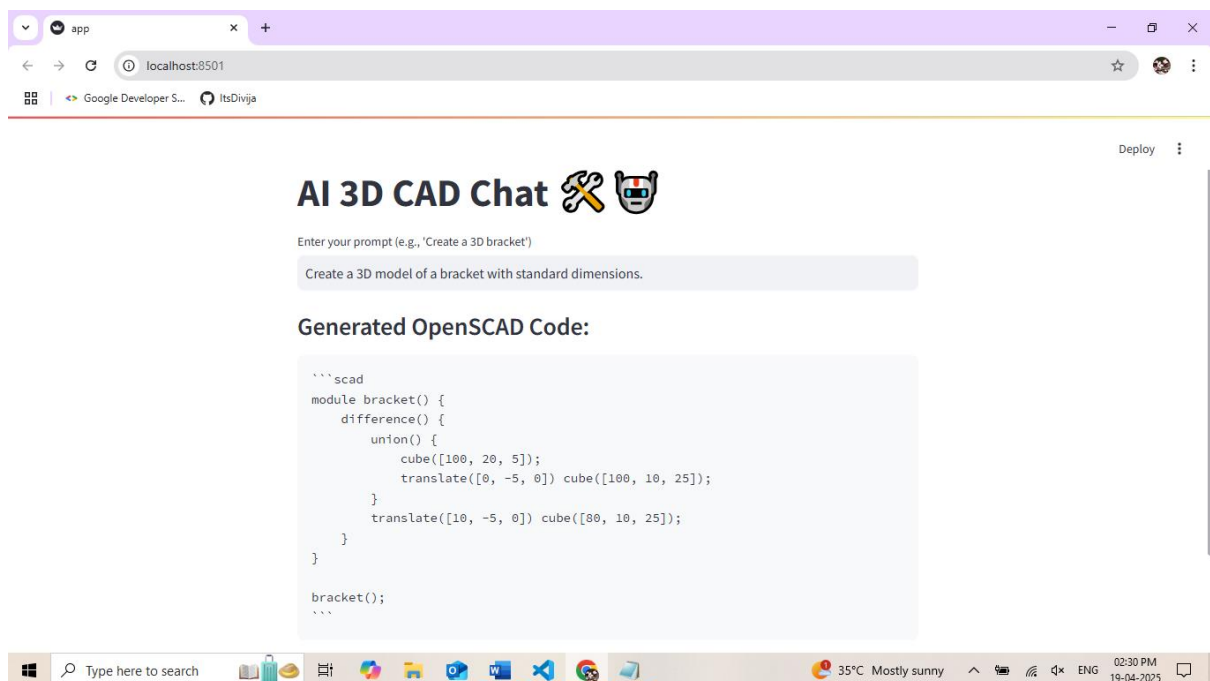 app
localhost:8501
Google Developer S... ItsDivija
Deploy
AI 3D CAD Chat
Enter your prompt (e.g., 'Create a 3D bracket')
Create a 3D model of a bracket with standard dimensions.
Generated OpenSCAD Code:
```scad
module bracket() {
    difference() {
        union() {
            cube([100, 20, 5]);
            translate([0, -5, 0]) cube([100, 10, 25]);
        }
        translate([10, -5, 0]) cube([80, 10, 25]);
    }
}

bracket();
```
Type here to search
35°C Mostly sunny
ENG
02:30 PM
19-04-2025